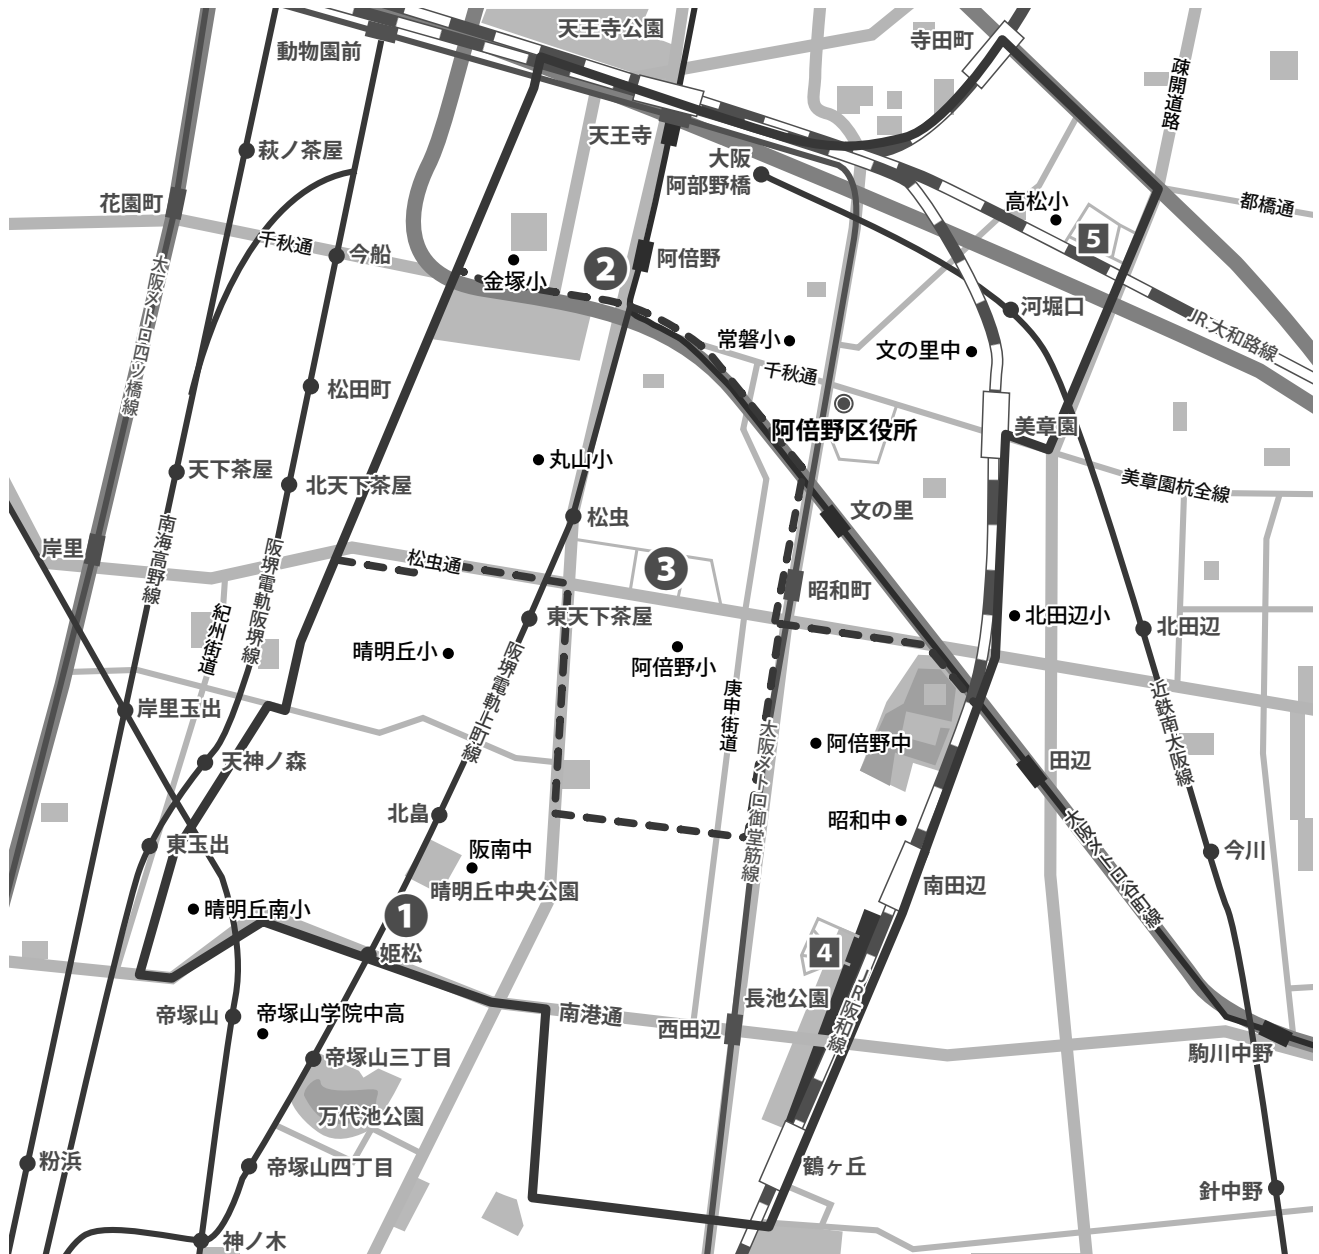 天王寺公園
寺田町
動物園前
疎開道路
天王寺
萩ノ茶屋
大阪
阿部野橋
高松小
花園町
都橋通
5
千秋通
今船
阿倍野
2
金塚小
大阪メトロ四ツ橋線
河堀口
JR大和路線
常磐小
文の里中
千秋通
松田町
阿倍野区役所
美章園
丸山小
天下茶屋
北天下茶屋
美章園杭全線
松虫
文の里
南海高野線
岸里
阪堺電軌阪堺線
松虫通
3
昭和町
紀州街道
東天下茶屋
北田辺小
北田辺
晴明丘小
阪堺電軌上町線
阿倍野小
庚申街道
近鉄南大阪線
岸里玉出
大阪メトロ御堂筋線
阿倍野中
天神ノ森
田辺
北畠
昭和中
大阪メトロ谷町線
東玉出
阪南中
今川
晴明丘中央公園
南田辺
晴明丘南小
1
姫松
4
JR阪和線
長池公園
帝塚山
帝塚山学院中高
南港通
西田辺
帝塚山三丁目
駒川中野
万代池公園
粉浜
帝塚山四丁目
鶴ヶ丘
針中野
神ノ木